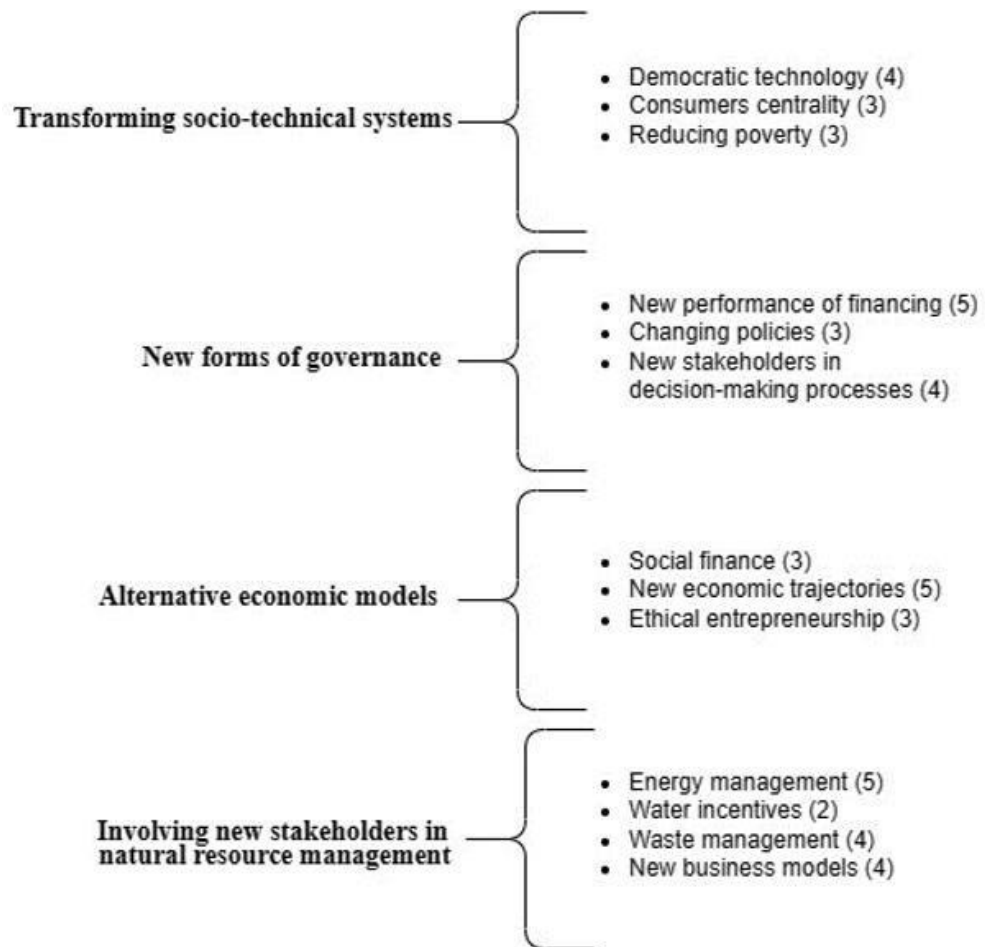 Transforming socio-technical systems
• Democratic technology (4)
• Consumers centrality (3)
• Reducing poverty (3)
New forms of governance
• New performance of financing (5)
• Changing policies (3)
• New stakeholders in
decision-making processes (4)
Alternative economic models
• Social finance (3)
• New economic trajectories (5)
• Ethical entrepreneurship (3)
Involving new stakeholders in
natural resource management
• Energy management (5)
• Water incentives (2)
• Waste management (4)
• New business models (4)